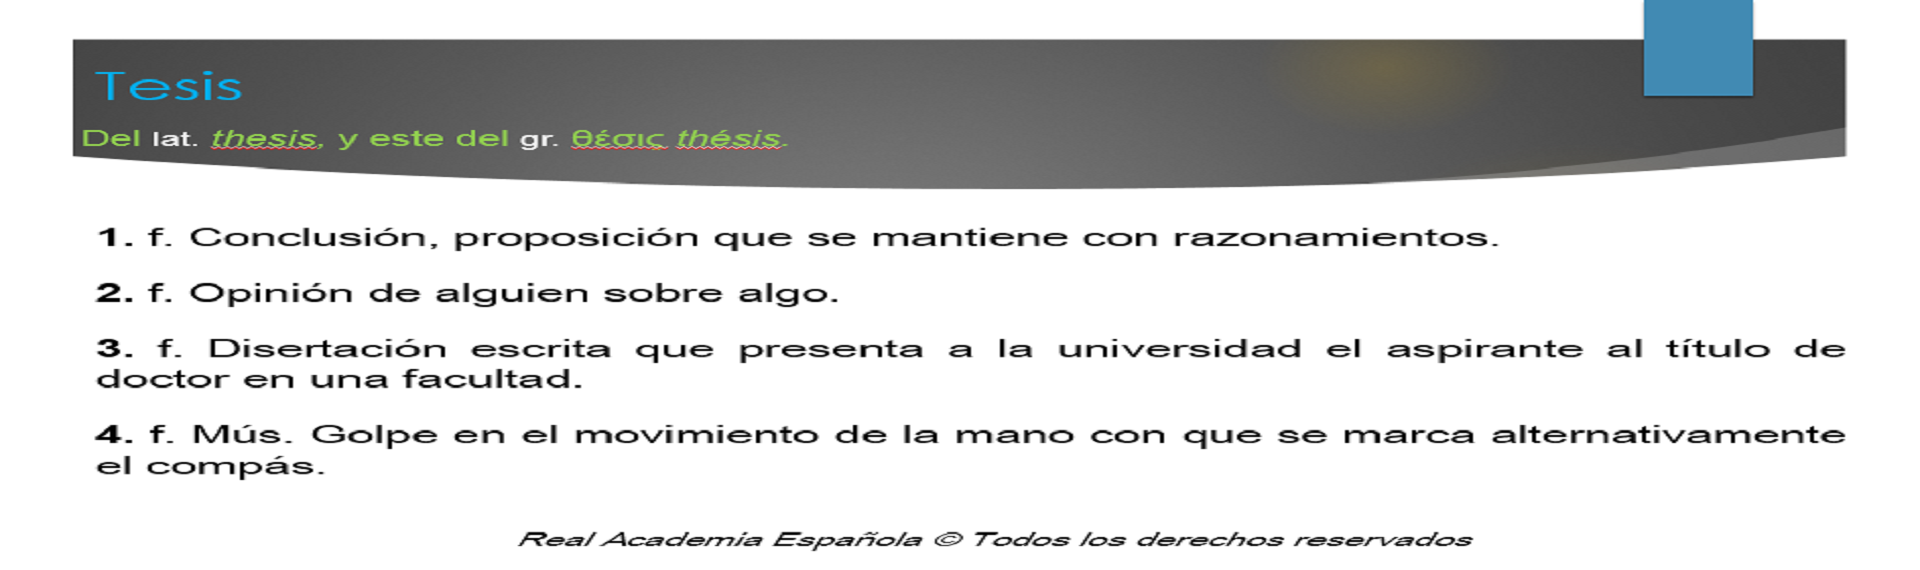 Tesis
Del lat. thesis, y este del gr. θέσις thésis.
1. f. Conclusión, proposición que se mantiene con razonamientos.
2. f. Opinión de alguien sobre algo.
3. f. Disertación escrita que presenta a la universidad el aspirante al título de
doctor en una facultad.
4. f. Mús. Golpe en el movimiento de la mano con que se marca alternativamente
el compás.
Real Academia Española © Todos los derechos reservados